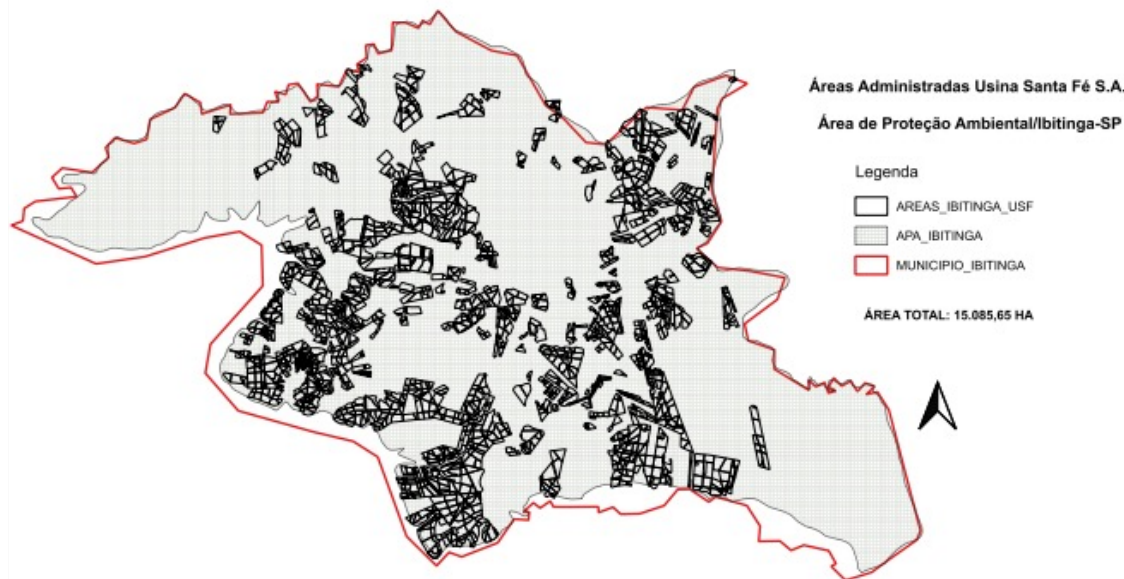 Áreas Administradas Usina Santa Fé S.A.
Área de Proteção Ambiental/Ibitinga-SP
Legenda
AREAS_IBITINGA_USF
APA_IBITINGA
MUNICIPIO_IBITINGA
ÁREA TOTAL: 15.085,65 HA